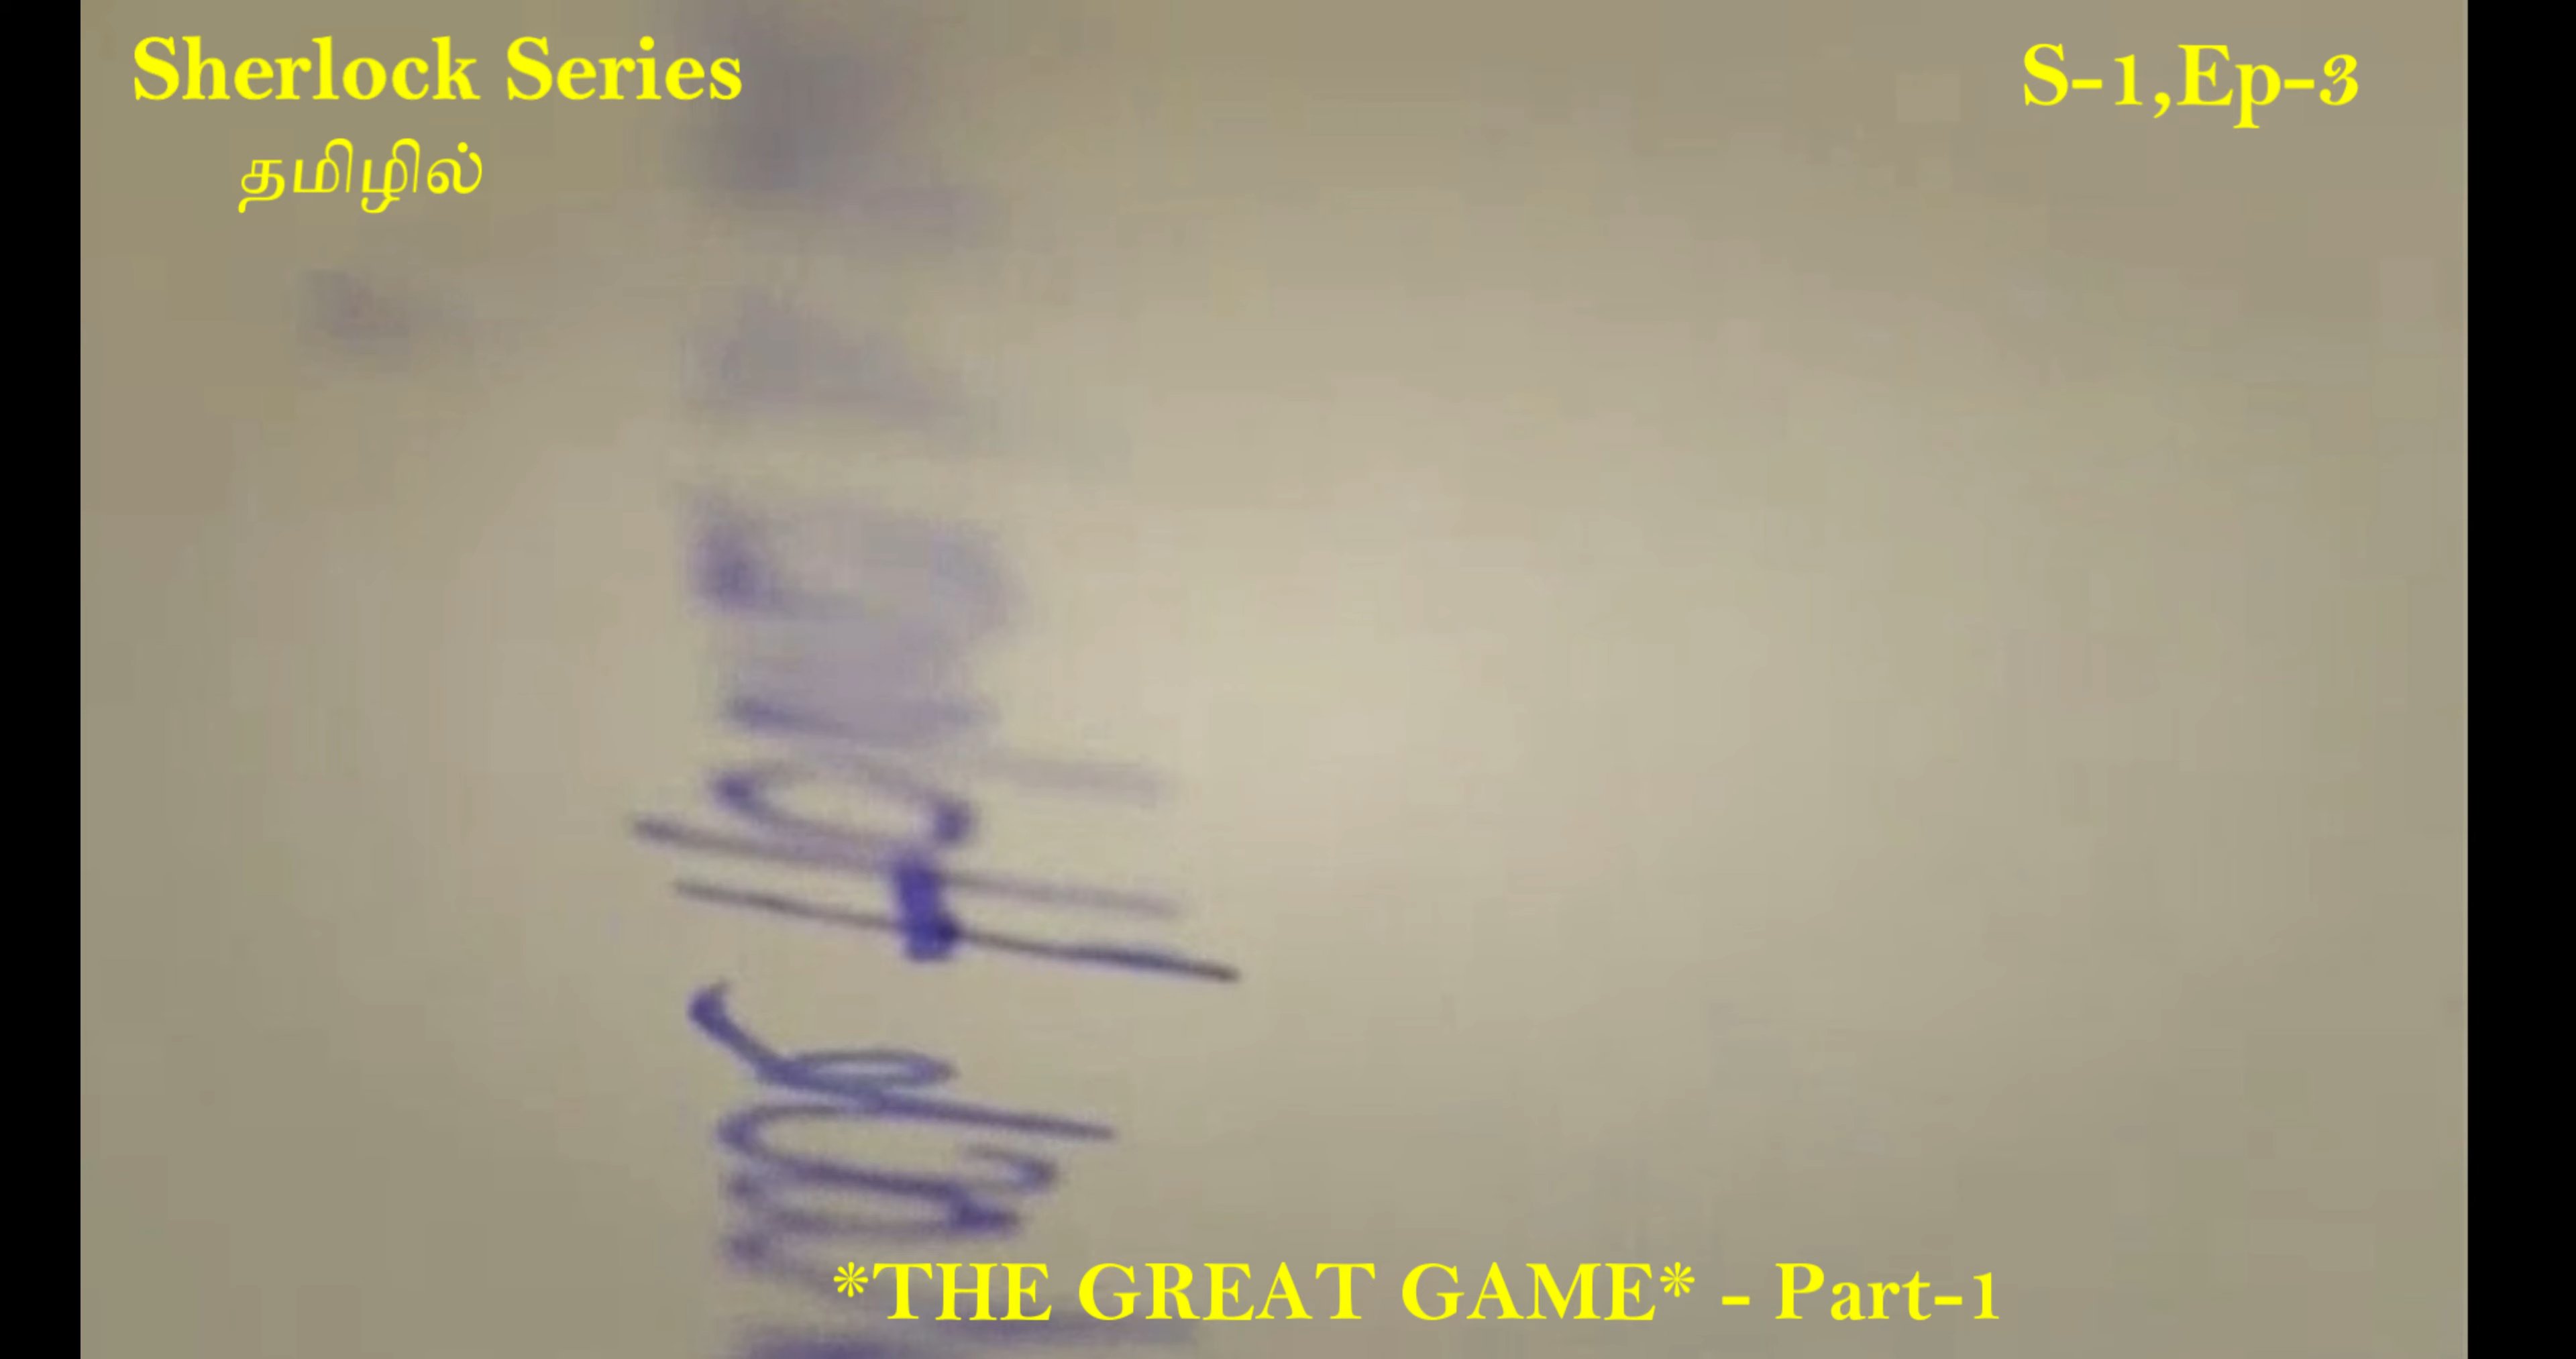 Sherlock Series
S-1,Ep-3
தமிழில்
*THE GREAT GAME* - Part-1